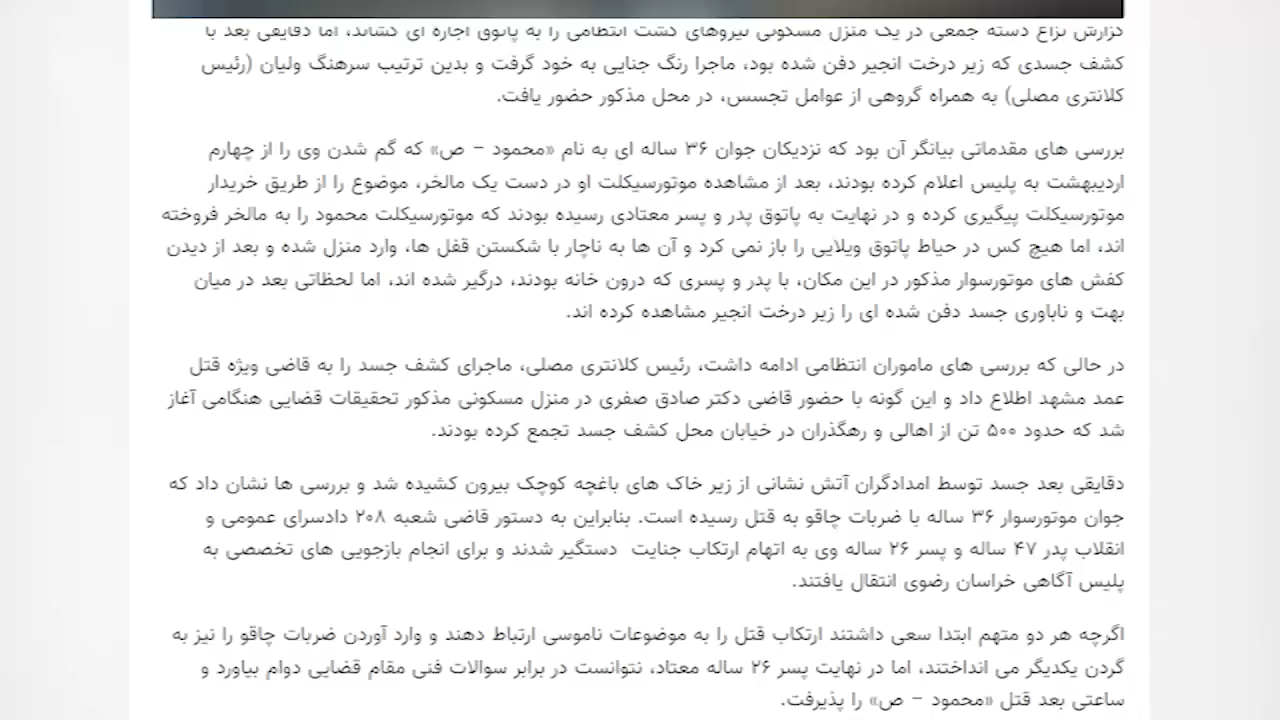 گزارش نزاع دسته جمعی در یک منزل مسکونی نیروهای گشت انتظامی را به پاتوق اجاره ای کشاند، اما دقایقی بعد با
کشف جسدی که زیر درخت انجیر دفن شده بود، ماجرا رنگ جنایی به خود گرفت و بدین ترتیب سرهنگ ولیان (رئیس
کلانتری مصلی) به همراه گروهی از عوامل تجسس، در محل مذکور حضور یافت.
بررسی های مقدماتی بیانگر آن بود که نزدیکان جوان ۳۶ ساله ای به نام «محمود – ص» که گم شدن وی را از چهارم
اردیبهشت به پلیس اعلام کرده بودند، بعد از مشاهده موتورسیکلت او در دست یک مالخر، موضوع را از طریق خریدار
موتورسیکلت پیگیری کرده و در نهایت به پاتوق پدر و پسر معتادی رسیده بودند که موتورسیکلت محمود را به مالخر فروخته
اند، اما هیچ کس در حیاط پاتوق ویلایی را باز نمی کرد و آن ها به ناچار با شکستن قفل ها، وارد منزل شده و بعد از دیدن
کفش های موتورسوار مذکور در این مکان، با پدر و پسری که درون خانه بودند، درگیر شده اند، اما لحظاتی بعد در میان
بهت و ناباوری جسد دفن شده ای را زیر درخت انجیر مشاهده کرده اند.
در حالی که بررسی های ماموران انتظامی ادامه داشت، رئیس کلانتری مصلی، ماجرای کشف جسد را به قاضی ویژه قتل
عمد مشهد اطلاع داد و این گونه با حضور قاضی دکتر صادق صفری در منزل مسکونی مذکور تحقیقات قضایی هنگامی آغاز
شد که حدود ۵۰۰ تن از اهالی و رهگذران در خیابان محل کشف جسد تجمع کرده بودند.
دقایقی بعد جسد توسط امدادگران آتش نشانی از زیر خاک های باغچه کوچک بیرون کشیده شد و بررسی ها نشان داد که
جوان موتورسوار ۳۶ ساله با ضربات چاقو به قتل رسیده است. بنابراین به دستور قاضی شعبه ۲۰۸ دادسرای عمومی و
انقلاب پدر ۴۷ ساله و پسر ۲۶ ساله وی به اتهام ارتکاب جنایت دستگیر شدند و برای انجام بازجویی های تخصصی به
پلیس آگاهی خراسان رضوی انتقال یافتند.
اگرچه هر دو متهم ابتدا سعی داشتند ارتکاب قتل را به موضوعات ناموسی ارتباط دهند و وارد آوردن ضربات چاقو را نیز به
گردن یکدیگر می انداختند، اما در نهایت پسر ۲۶ ساله معتاد، نتوانست در برابر سوالات فنی مقام قضایی دوام بیاورد و
ساعتی بعد قتل «محمود – ص» را پذیرفت.